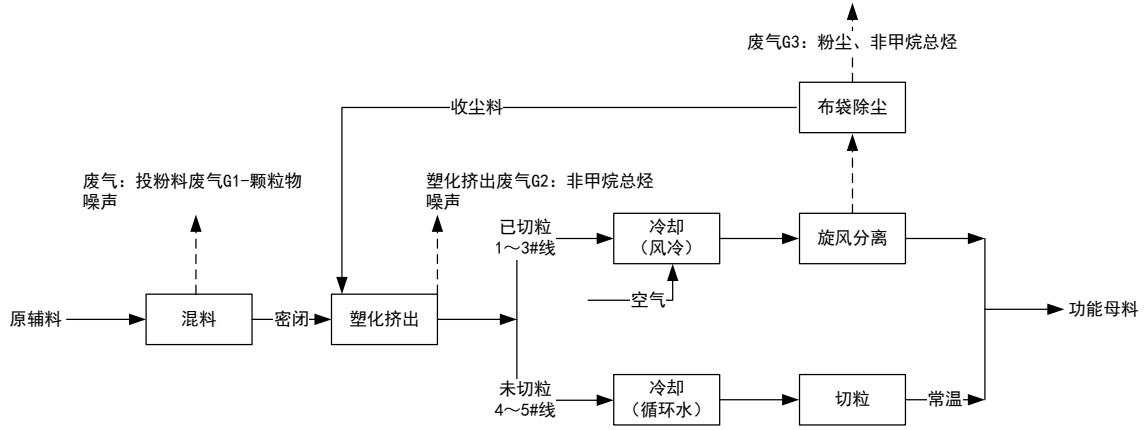 废气G3：粉尘、非甲烷总烃
收尘料
布袋除尘
废气：投粉料废气G1-颗粒物
噪声
塑化挤出废气G2：非甲烷总烃
噪声
已切粒
1～3#线
冷却
（风冷）
旋风分离
空气
原辅料
混料
密闭
塑化挤出
功能母料
未切粒
4～5#线
冷却
（循环水）
切粒
常温